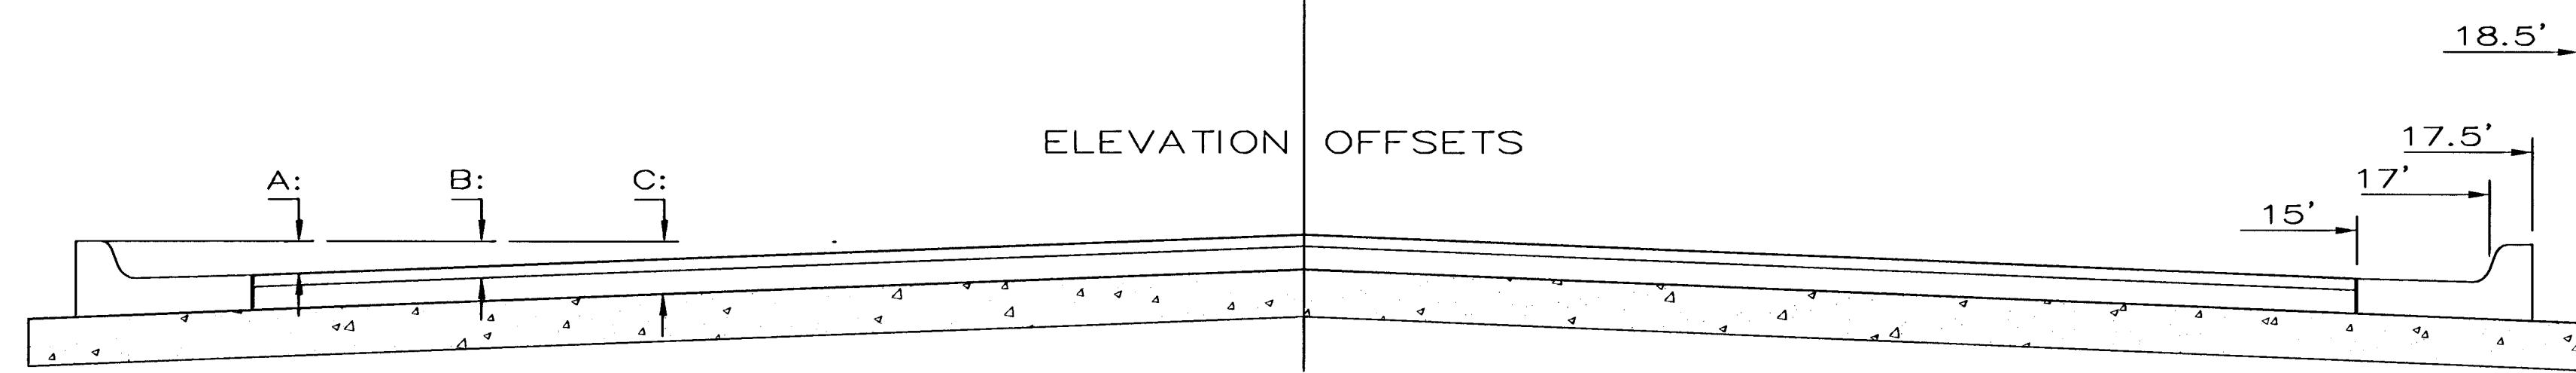 18.5'
ELEVATION OFFSETS
17.5'
A: B: C:
17'
15'